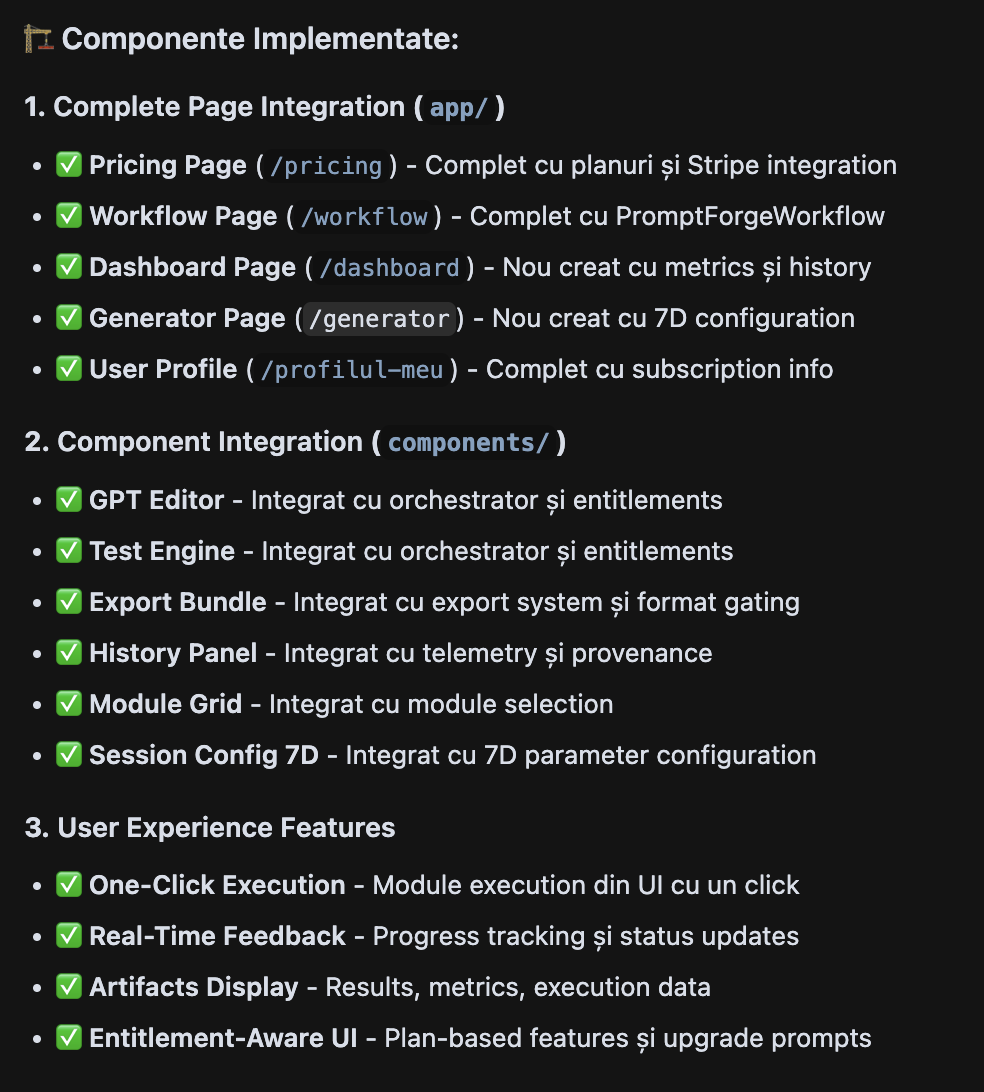 🏗️ Componente Implementate:
1. Complete Page Integration ( app/ )
• ✅ Pricing Page ( /pricing ) - Complet cu planuri și Stripe integration
• ✅ Workflow Page ( /workflow ) - Complet cu PromptForgeWorkflow
• ✅ Dashboard Page ( /dashboard ) - Nou creat cu metrics și history
• ✅ Generator Page ( /generator ) - Nou creat cu 7D configuration
• ✅ User Profile ( /profilul-meu ) - Complet cu subscription info
2. Component Integration ( components/ )
• ✅ GPT Editor - Integrat cu orchestrator și entitlements
• ✅ Test Engine - Integrat cu orchestrator și entitlements
• ✅ Export Bundle - Integrat cu export system și format gating
• ✅ History Panel - Integrat cu telemetry și provenance
• ✅ Module Grid - Integrat cu module selection
• ✅ Session Config 7D - Integrat cu 7D parameter configuration
3. User Experience Features
• ✅ One-Click Execution - Module execution din UI cu un click
• ✅ Real-Time Feedback - Progress tracking și status updates
• ✅ Artifacts Display - Results, metrics, execution data
• ✅ Entitlement-Aware UI - Plan-based features și upgrade prompts